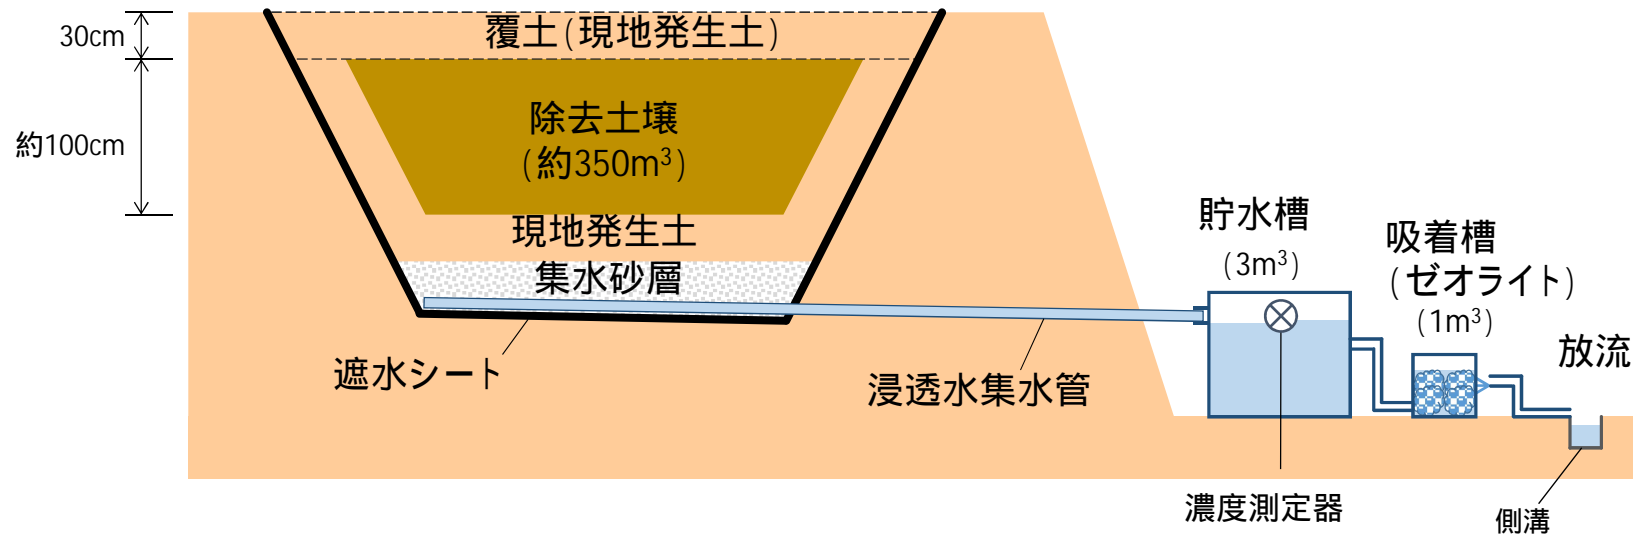 30cm
覆土(現地発生土)
約100cm
除去土壌
(約350m³)
現地発生土
集水砂層
遮水シート
浸透水集水管
貯水槽
(3m³)
吸着槽
(ゼオライト)
(1m³)
放流
濃度測定器
側溝